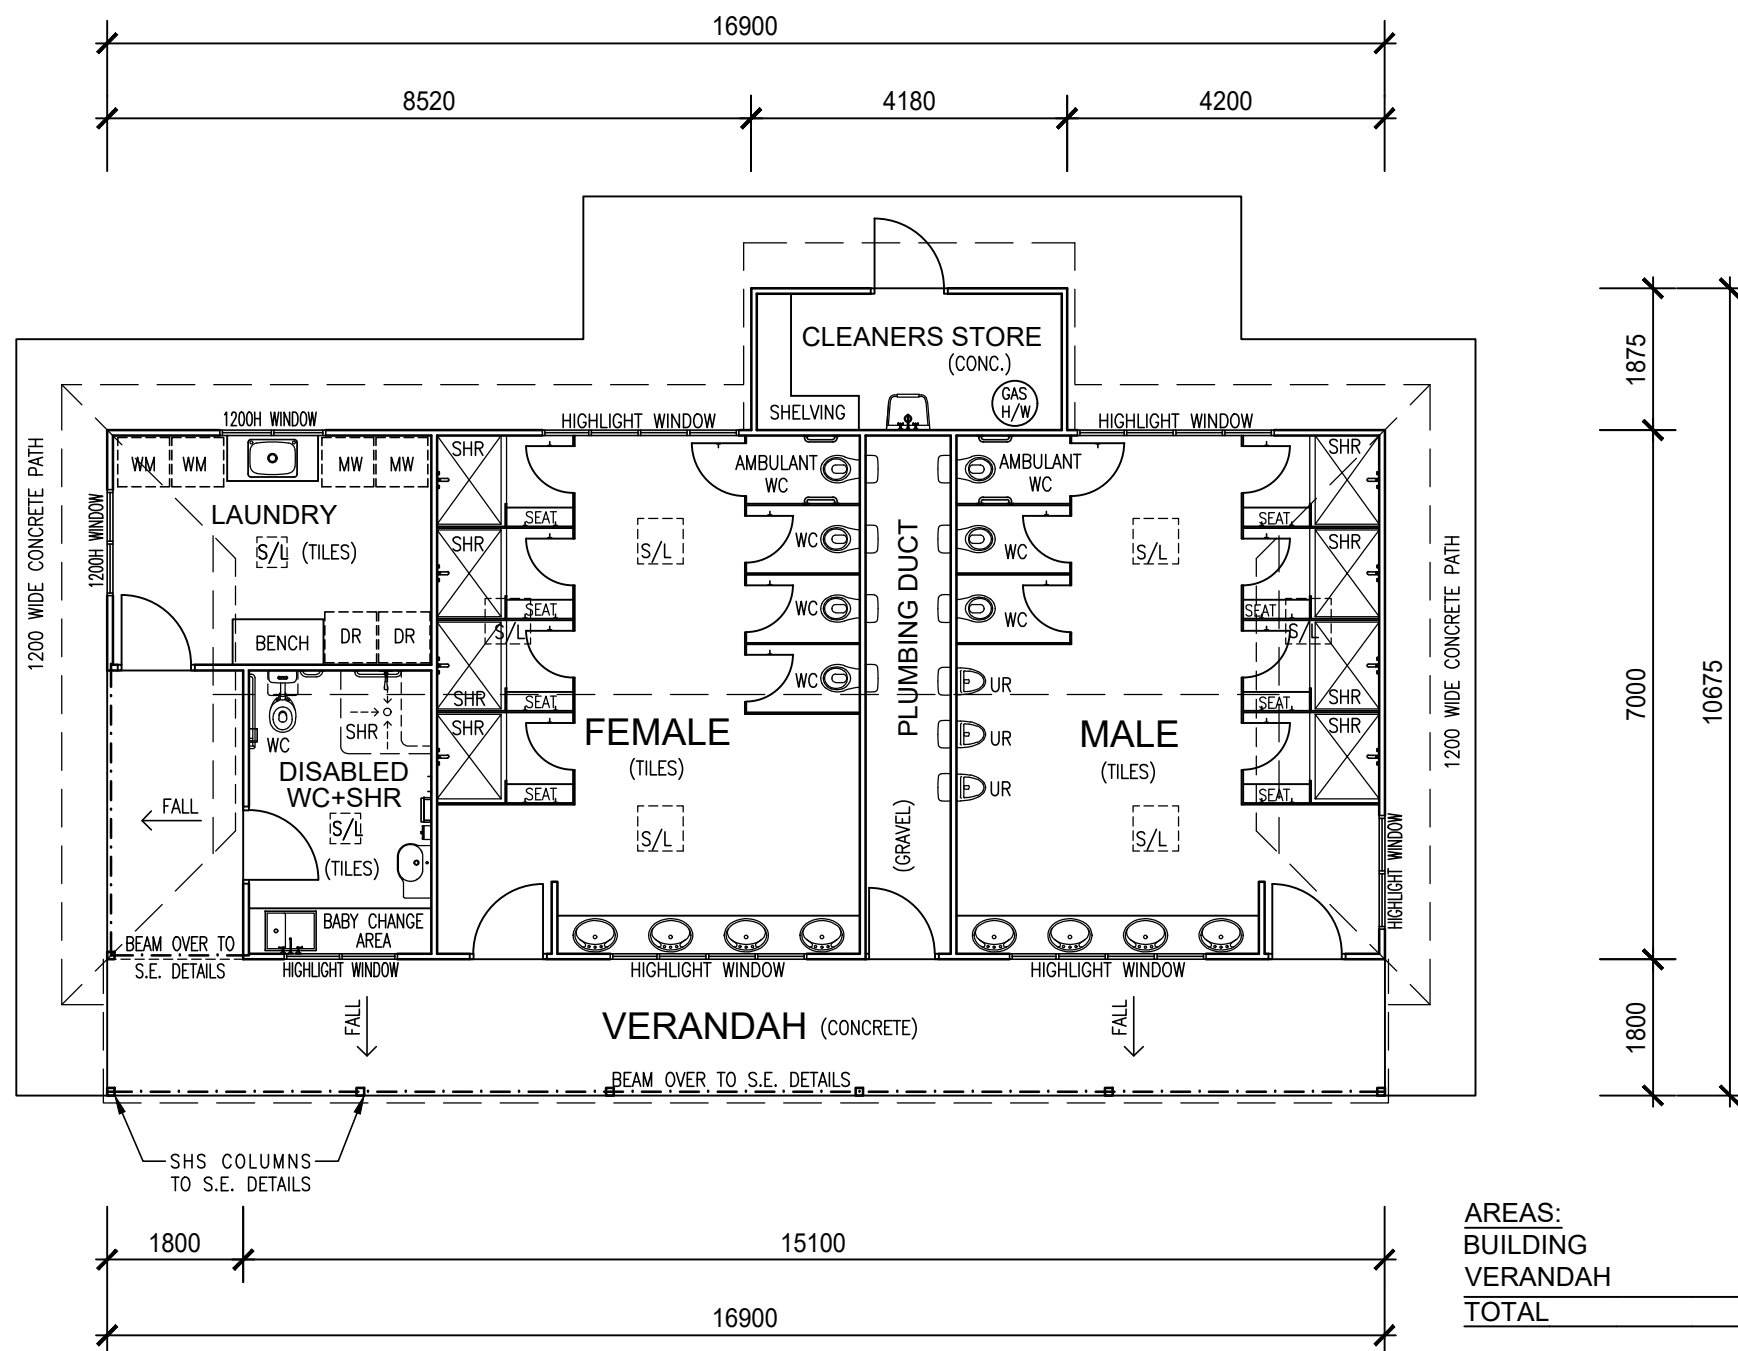 16900
8520
4180
4200
CLEANERS STORE
(CONC.)
GAS
H/W
SHELVING
1875
7000
10675
1800
1200H WINDOW
HIGHLIGHT WINDOW
HIGHLIGHT WINDOW
1200 WIDE CONCRETE PATH
1200H WINDOW
WM
WM
MW
MW
LAUNDRY
S/L
(TILES)
BENCH
DR
DR
SHR
SEAT
SHR
SEAT
S/L
SHR
SEAT
SHR
SEAT
S/L
AMBULANT
WC
WC
WC
WC
FEMALE
(TILES)
S/L
PLUMBING DUCT
(GRAVEL)
AMBULANT
WC
WC
WC
UR
UR
UR
S/L
MALE
(TILES)
S/L
SHR
SEAT
SHR
SEAT
S/L
SHR
SEAT
SHR
SEAT
HIGHLIGHT WINDOW
1200 WIDE CONCRETE PATH
WC
SHR
DISABLED
WC+SHR
S/L
(TILES)
FALL
BABY CHANGE
AREA
BEAM OVER TO
S.E. DETAILS
HIGHLIGHT WINDOW
HIGHLIGHT WINDOW
HIGHLIGHT WINDOW
FALL
VERANDAH (CONCRETE)
FALL
BEAM OVER TO S.E. DETAILS
SHS COLUMNS
TO S.E. DETAILS
1800
15100
16900
AREAS:
BUILDING
VERANDAH
TOTAL